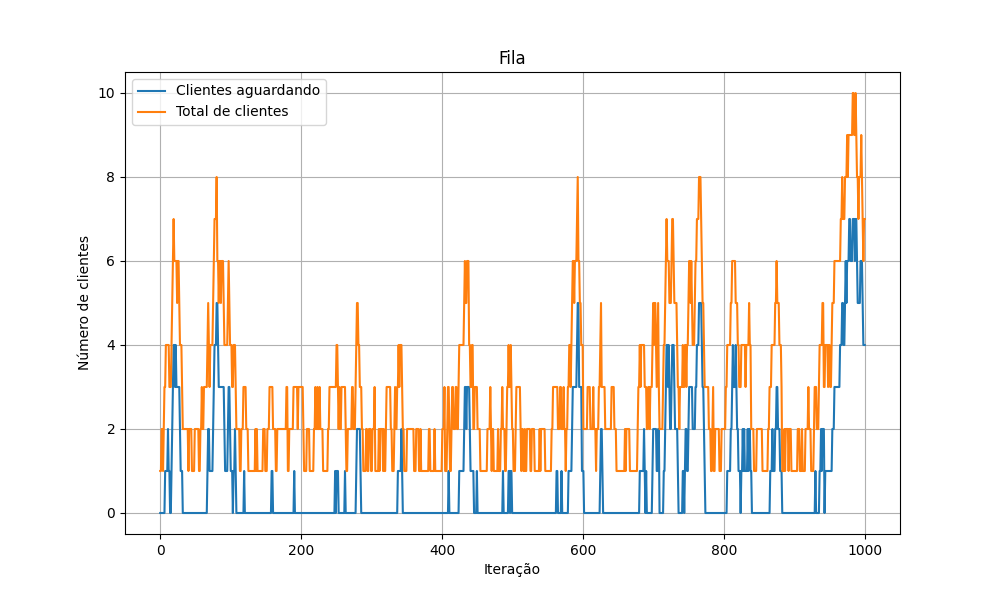 Fila
Clientes aguardando
Total de clientes
10
8
6
4
2
0
Número de clientes
0 200 400 600 800 1000
Iteração